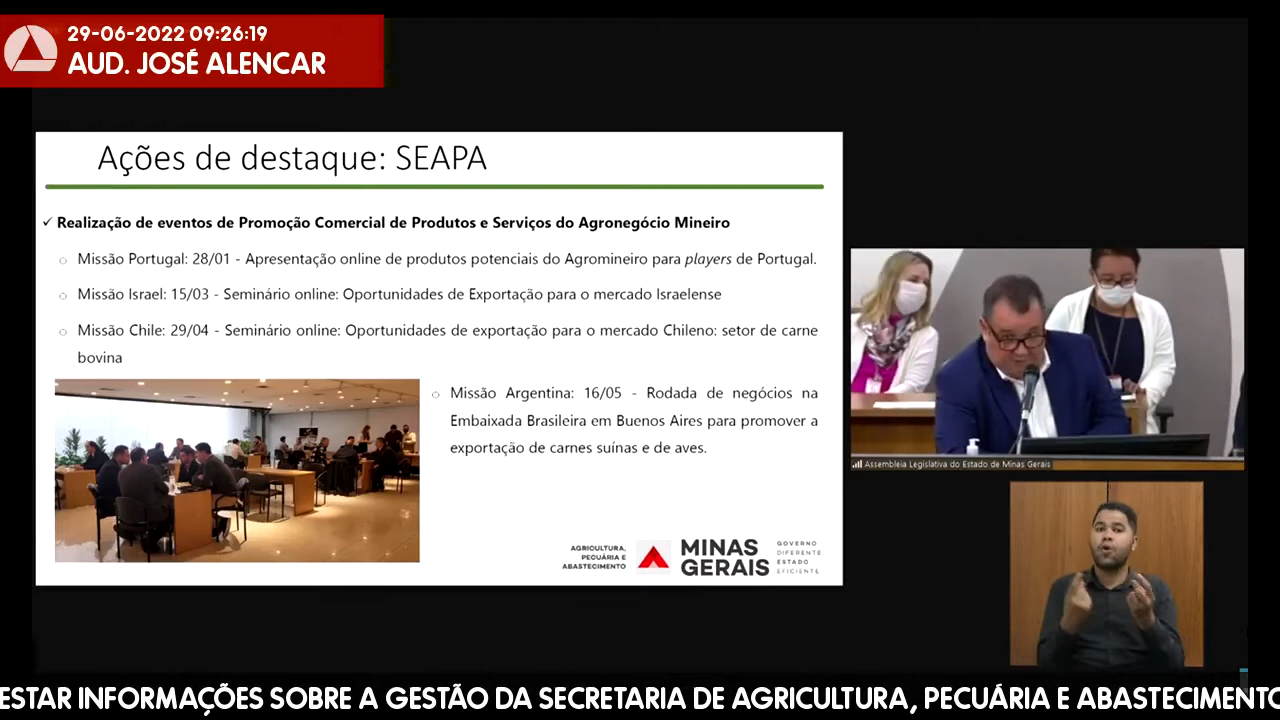 29-06-2022 09:26:19
AUD. JOSÉ ALENCAR
Ações de destaque: SEAPA
✓ Realização de eventos de Promoção Comercial de Produtos e Serviços do Agronegócio Mineiro
○ Missão Portugal: 28/01 - Apresentação online de produtos potenciais do Agromineiro para players de Portugal.
○ Missão Israel: 15/03 - Seminário online: Oportunidades de Exportação para o mercado Israelense
○ Missão Chile: 29/04 - Seminário online: Oportunidades de exportação para o mercado Chileno: setor de carne
bovina
○ Missão Argentina: 16/05 - Rodada de negócios na
Embaixada Brasileira em Buenos Aires para promover a
exportação de carnes suínas e de aves.
AGRICULTURA,
PECUÁRIA E
ABASTECIMENTO
MINAS
GERAIS
GOVERNO
DIFERENTE
ESTADO
EFICIENTE
Assembleia Legislativa do Estado de Minas Gerais
ESTAR INFORMAÇÕES SOBRE A GESTÃO DA SECRETARIA DE AGRICULTURA, PECUÁRIA E ABASTECIMENTO